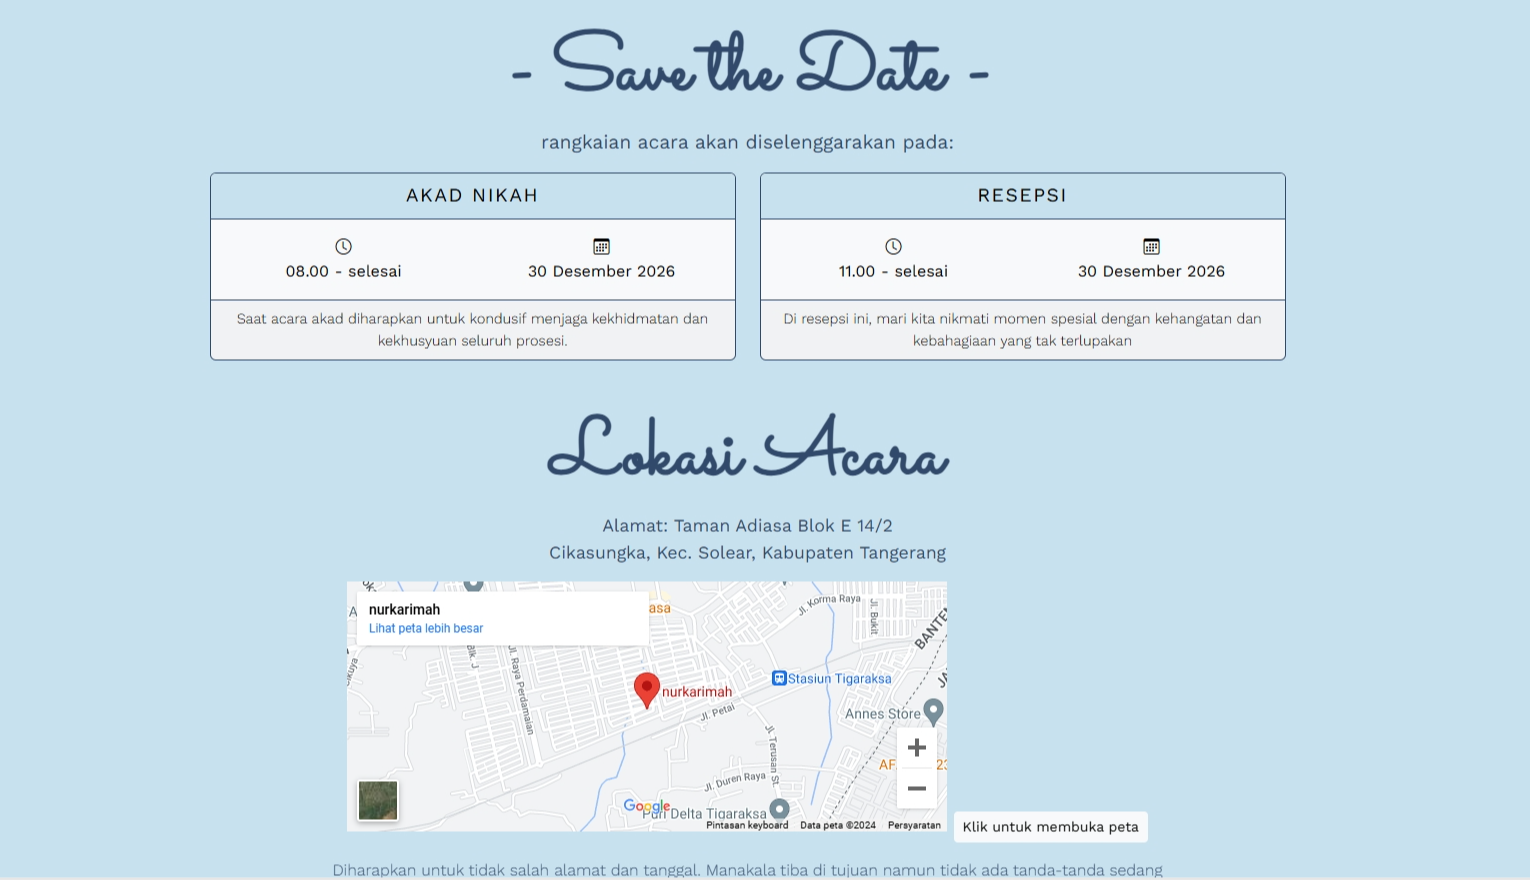 - Save the Date -
rangkaian acara akan diselenggarakan pada:
AKAD NIKAH
08.00 - selesai
30 Desember 2026
Saat acara akad diharapkan untuk kondusif menjaga kekhidmatan dan
kekhusyuan seluruh prosesi.
RESEPSI
11.00 - selesai
30 Desember 2026
Di resepsi ini, mari kita nikmati momen spesial dengan kehangatan dan
kebahagiaan yang tak terlupakan
Lokasi Acara
Alamat: Taman Adiasa Blok E 14/2
Cikasungka, Kec. Solear, Kabupaten Tangerang
nurkarimah
Lihat peta lebih besar
asa
Jl. Korma Raya
Jl. Bukit
BANTEN
Blk. J
Jl. Raya Perdamaian
Stasiun Tigaraksa
nurkarimah
Jl. Petai
Annes Store
Jl. Terusan St.
Jl. Duren Raya
Google
Puri Delta Tigaraksa
Pintasan keyboard
Data peta ©2024
Persyaratan
Klik untuk membuka peta
Diharapkan untuk tidak salah alamat dan tanggal. Manakala tiba di tujuan namun tidak ada tanda-tanda sedang